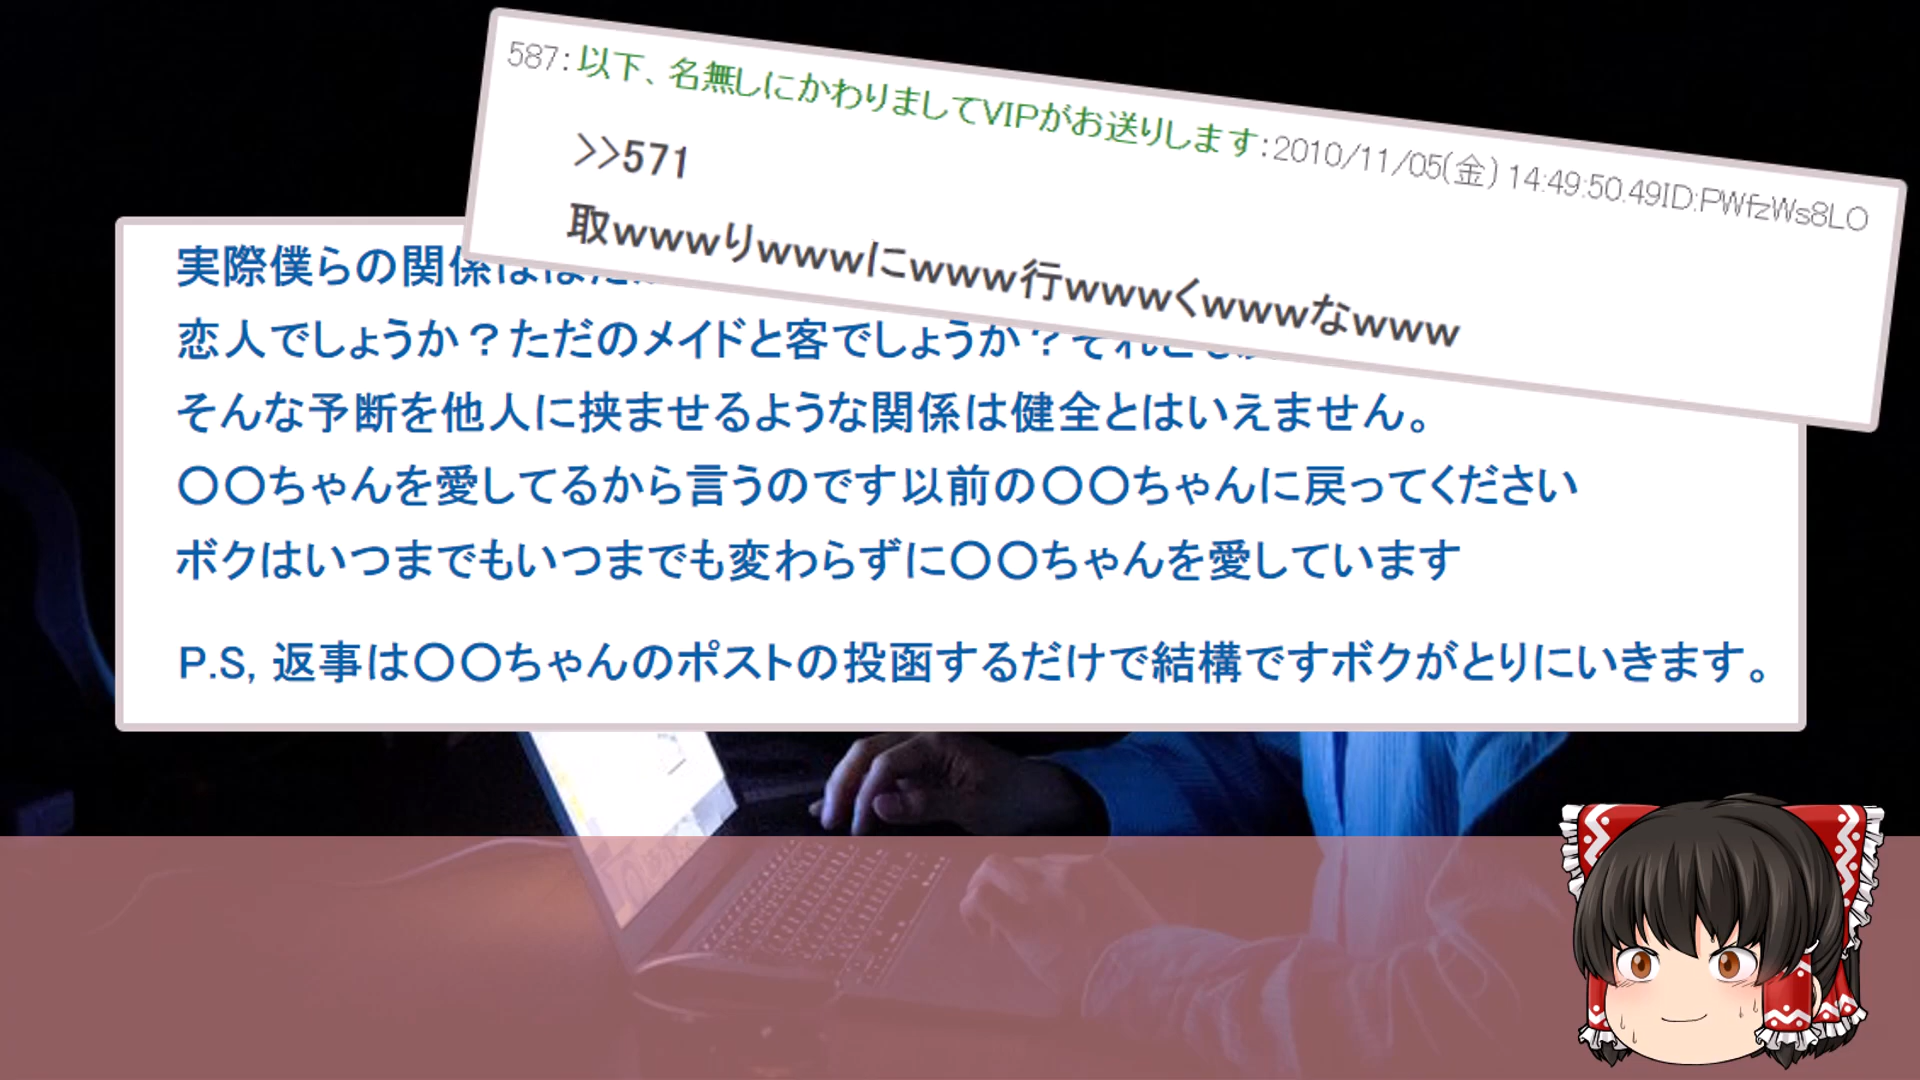 587:以下、名無しにかわりましてVIPがお送りします:2010/11/05(金) 14:49:50.49ID:PWfzWs8LO
>>571
取wwwりwwwにwww行wwwくwwwなwww
実際僕らの関係は
恋人でしょうか？ただのメイドと客でしょうか？それとも
そんな予断を他人に挟ませるような関係は健全とはいえません。
〇〇ちゃんを愛してるから言うのです以前の〇〇ちゃんに戻ってください
ボクはいつまでもいつまでも変わらずに〇〇ちゃんを愛しています
P.S, 返事は〇〇ちゃんのポストの投函するだけで結構ですボクがとりにいきます。